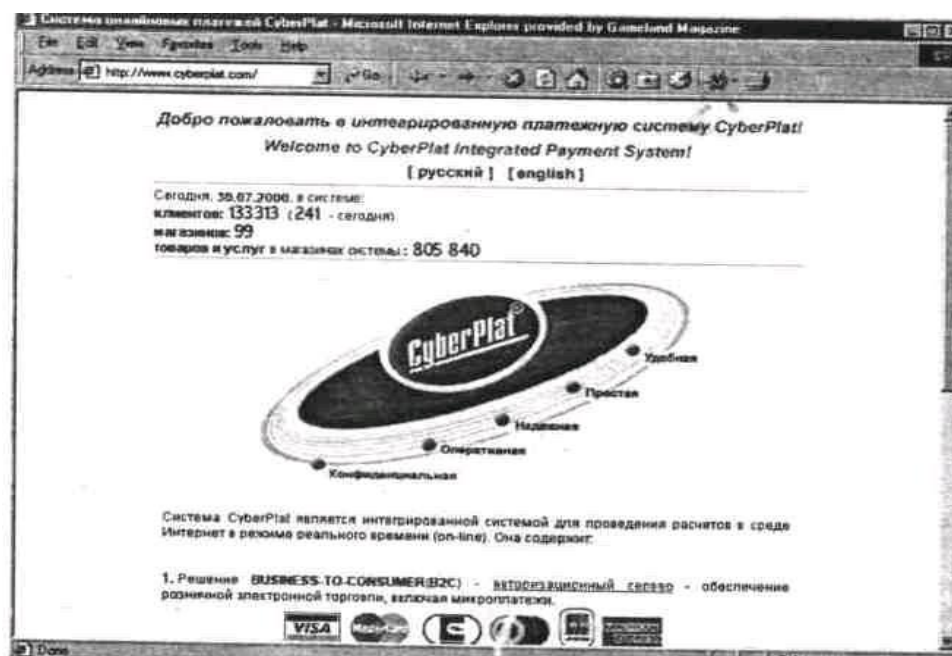 Система онлайновых платежей CyberPlat - Microsoft Internet Explorer provided by Gameland Magazine
File Edit View Favorites Tools Help
Address http://www.cyberplat.com/ Go
Добро пожаловать в интегрированную платежную систему CyberPlat!
Welcome to CyberPlat Integrated Payment System!
[ русский ] [ english ]
Сегодня, 30.07.2000, в системе:
клиентов: 133313 (241 - сегодня)
магазинов: 99
товаров и услуг в магазинах системы: 805 840
CyberPlat
Удобная
Простая
Надежная
Оперативная
Конфиденциальная
Система CyberPlat является интегрированной системой для проведения расчетов в среде
Интернет в режиме реального времени (on-line). Она содержит:
1. Решение BUSINESS-TO-CONSUMER(B2C) - авторизационный сервер - обеспечение
розничной электронной торговли, включая микроплатежи.
VISA MasterCard
Done